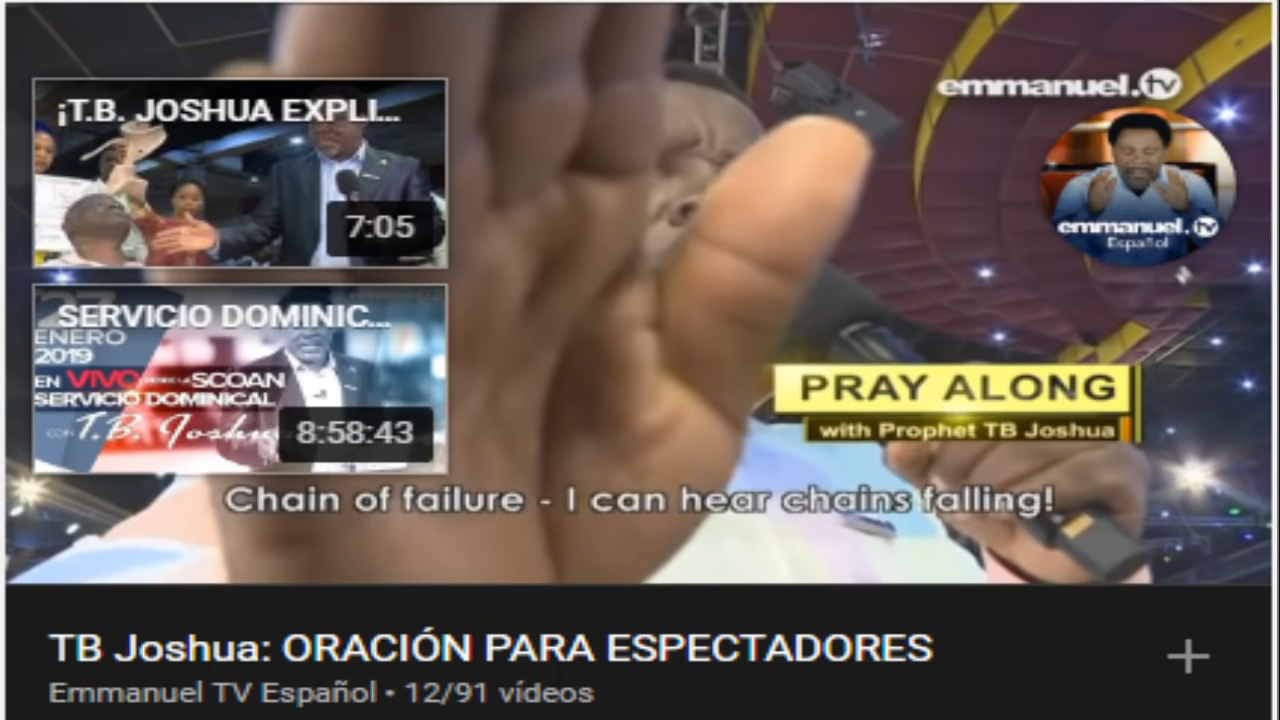 ¡T.B. JOSHUA EXPLI...
7:05
SERVICIO DOMINIC...
27
ENERO
2019
EN VIVO SCOAN
SERVICIO DOMINICAL
CON T.B. Joshua
8:58:43
emmanuel.tv
emmanuel.tv
Español
PRAY ALONG
with Prophet TB Joshua
Chain of failure - I can hear chains falling!
TB Joshua: ORACIÓN PARA ESPECTADORES
Emmanuel TV Español • 12/91 vídeos